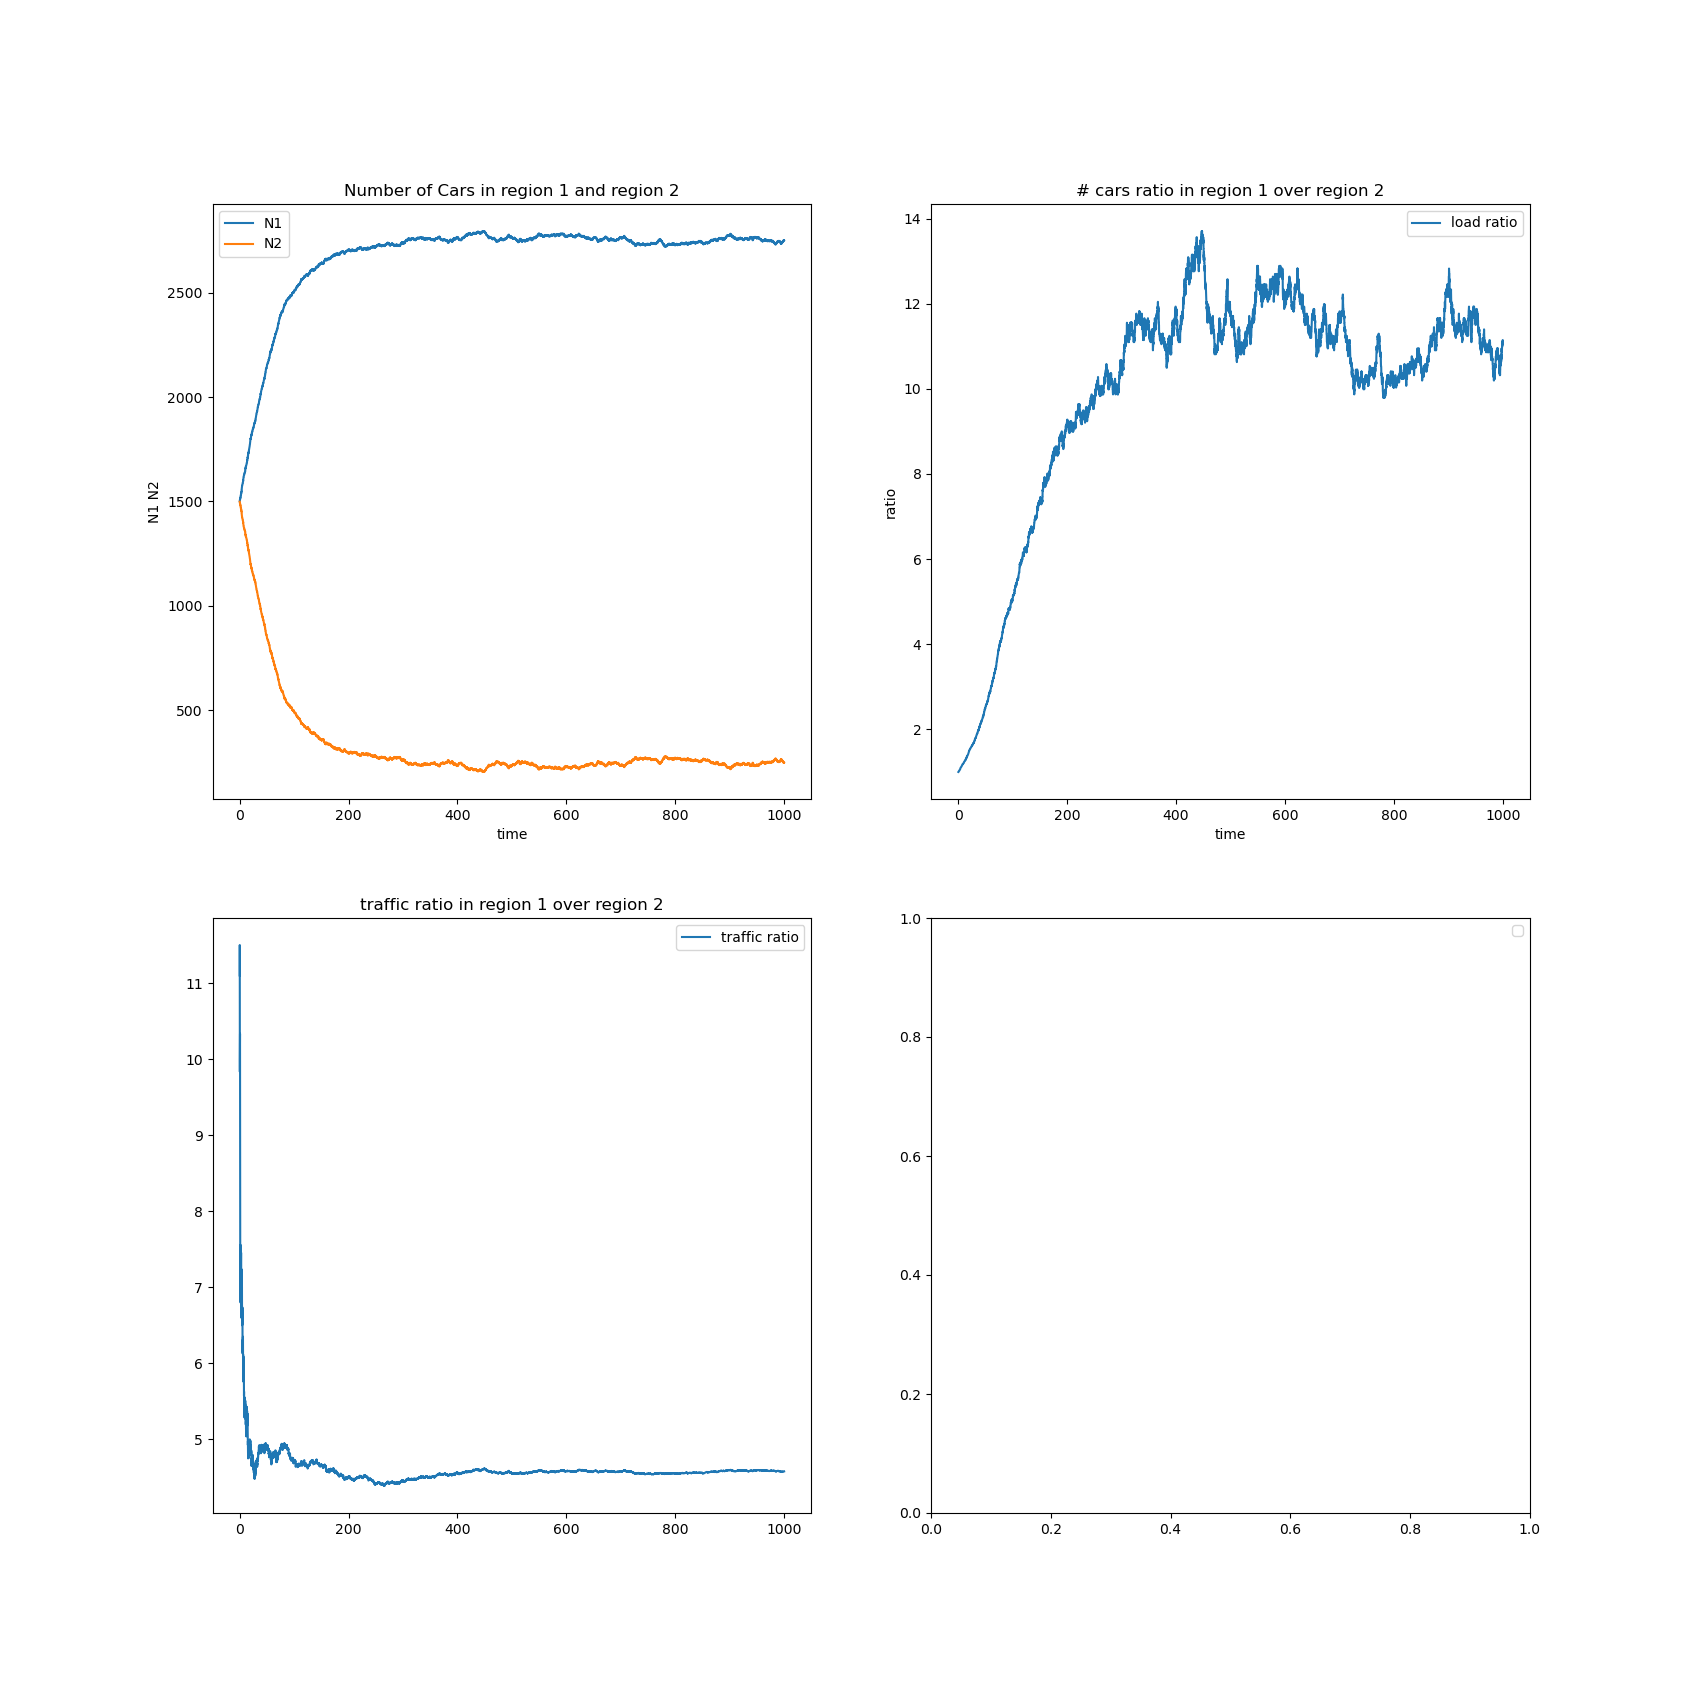 Number of Cars in region 1 and region 2
N1
N2
2500
2000
1500
1000
500
N1 N2
0 200 400 600 800 1000
time
# cars ratio in region 1 over region 2
load ratio
14
12
10
8
6
4
2
ratio
0 200 400 600 800 1000
time
traffic ratio in region 1 over region 2
traffic ratio
11
10
9
8
7
6
5
0 200 400 600 800 1000
1.0
0.8
0.6
0.4
0.2
0.0
0.0 0.2 0.4 0.6 0.8 1.0